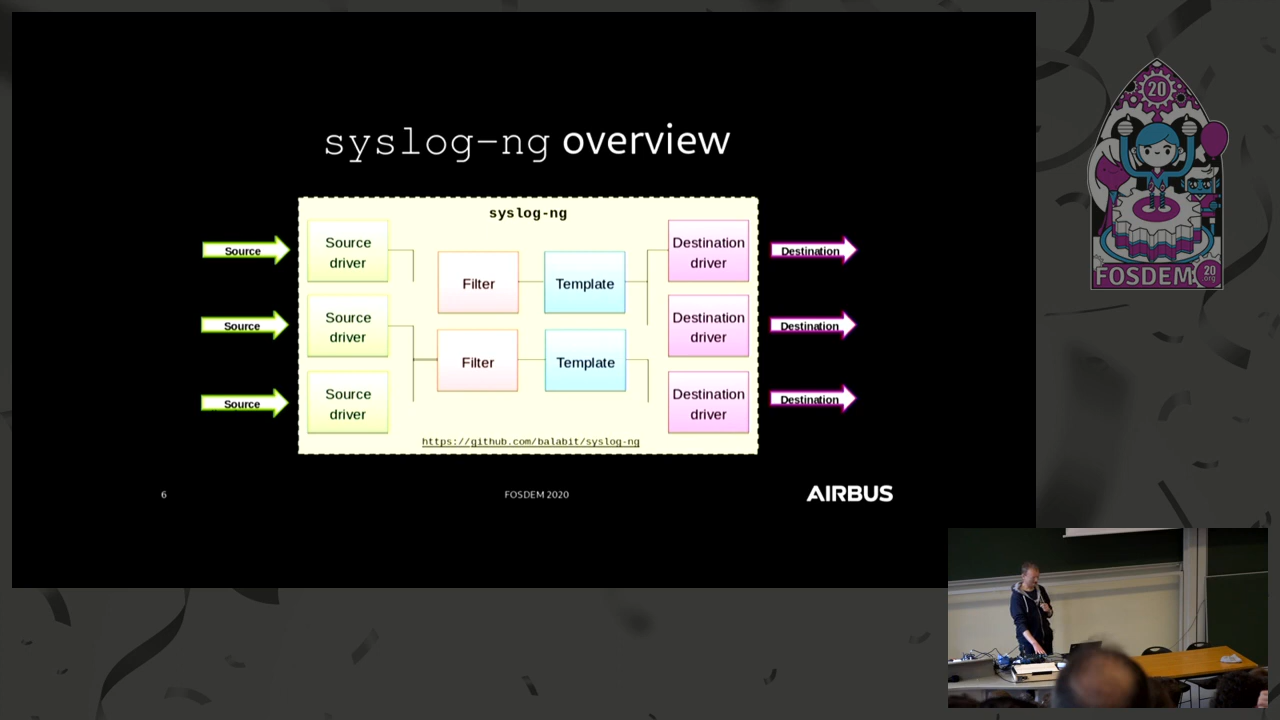 syslog-ng overview
syslog-ng
Source
Source
driver
Filter
Template
Destination
driver
Destination
Source
Source
driver
Destination
driver
Destination
Filter
Template
Source
Source
driver
Destination
driver
Destination
https://github.com/balabit/syslog-ng
6
FOSDEM 2020
AIRBUS
20
FOSDEM
20
org